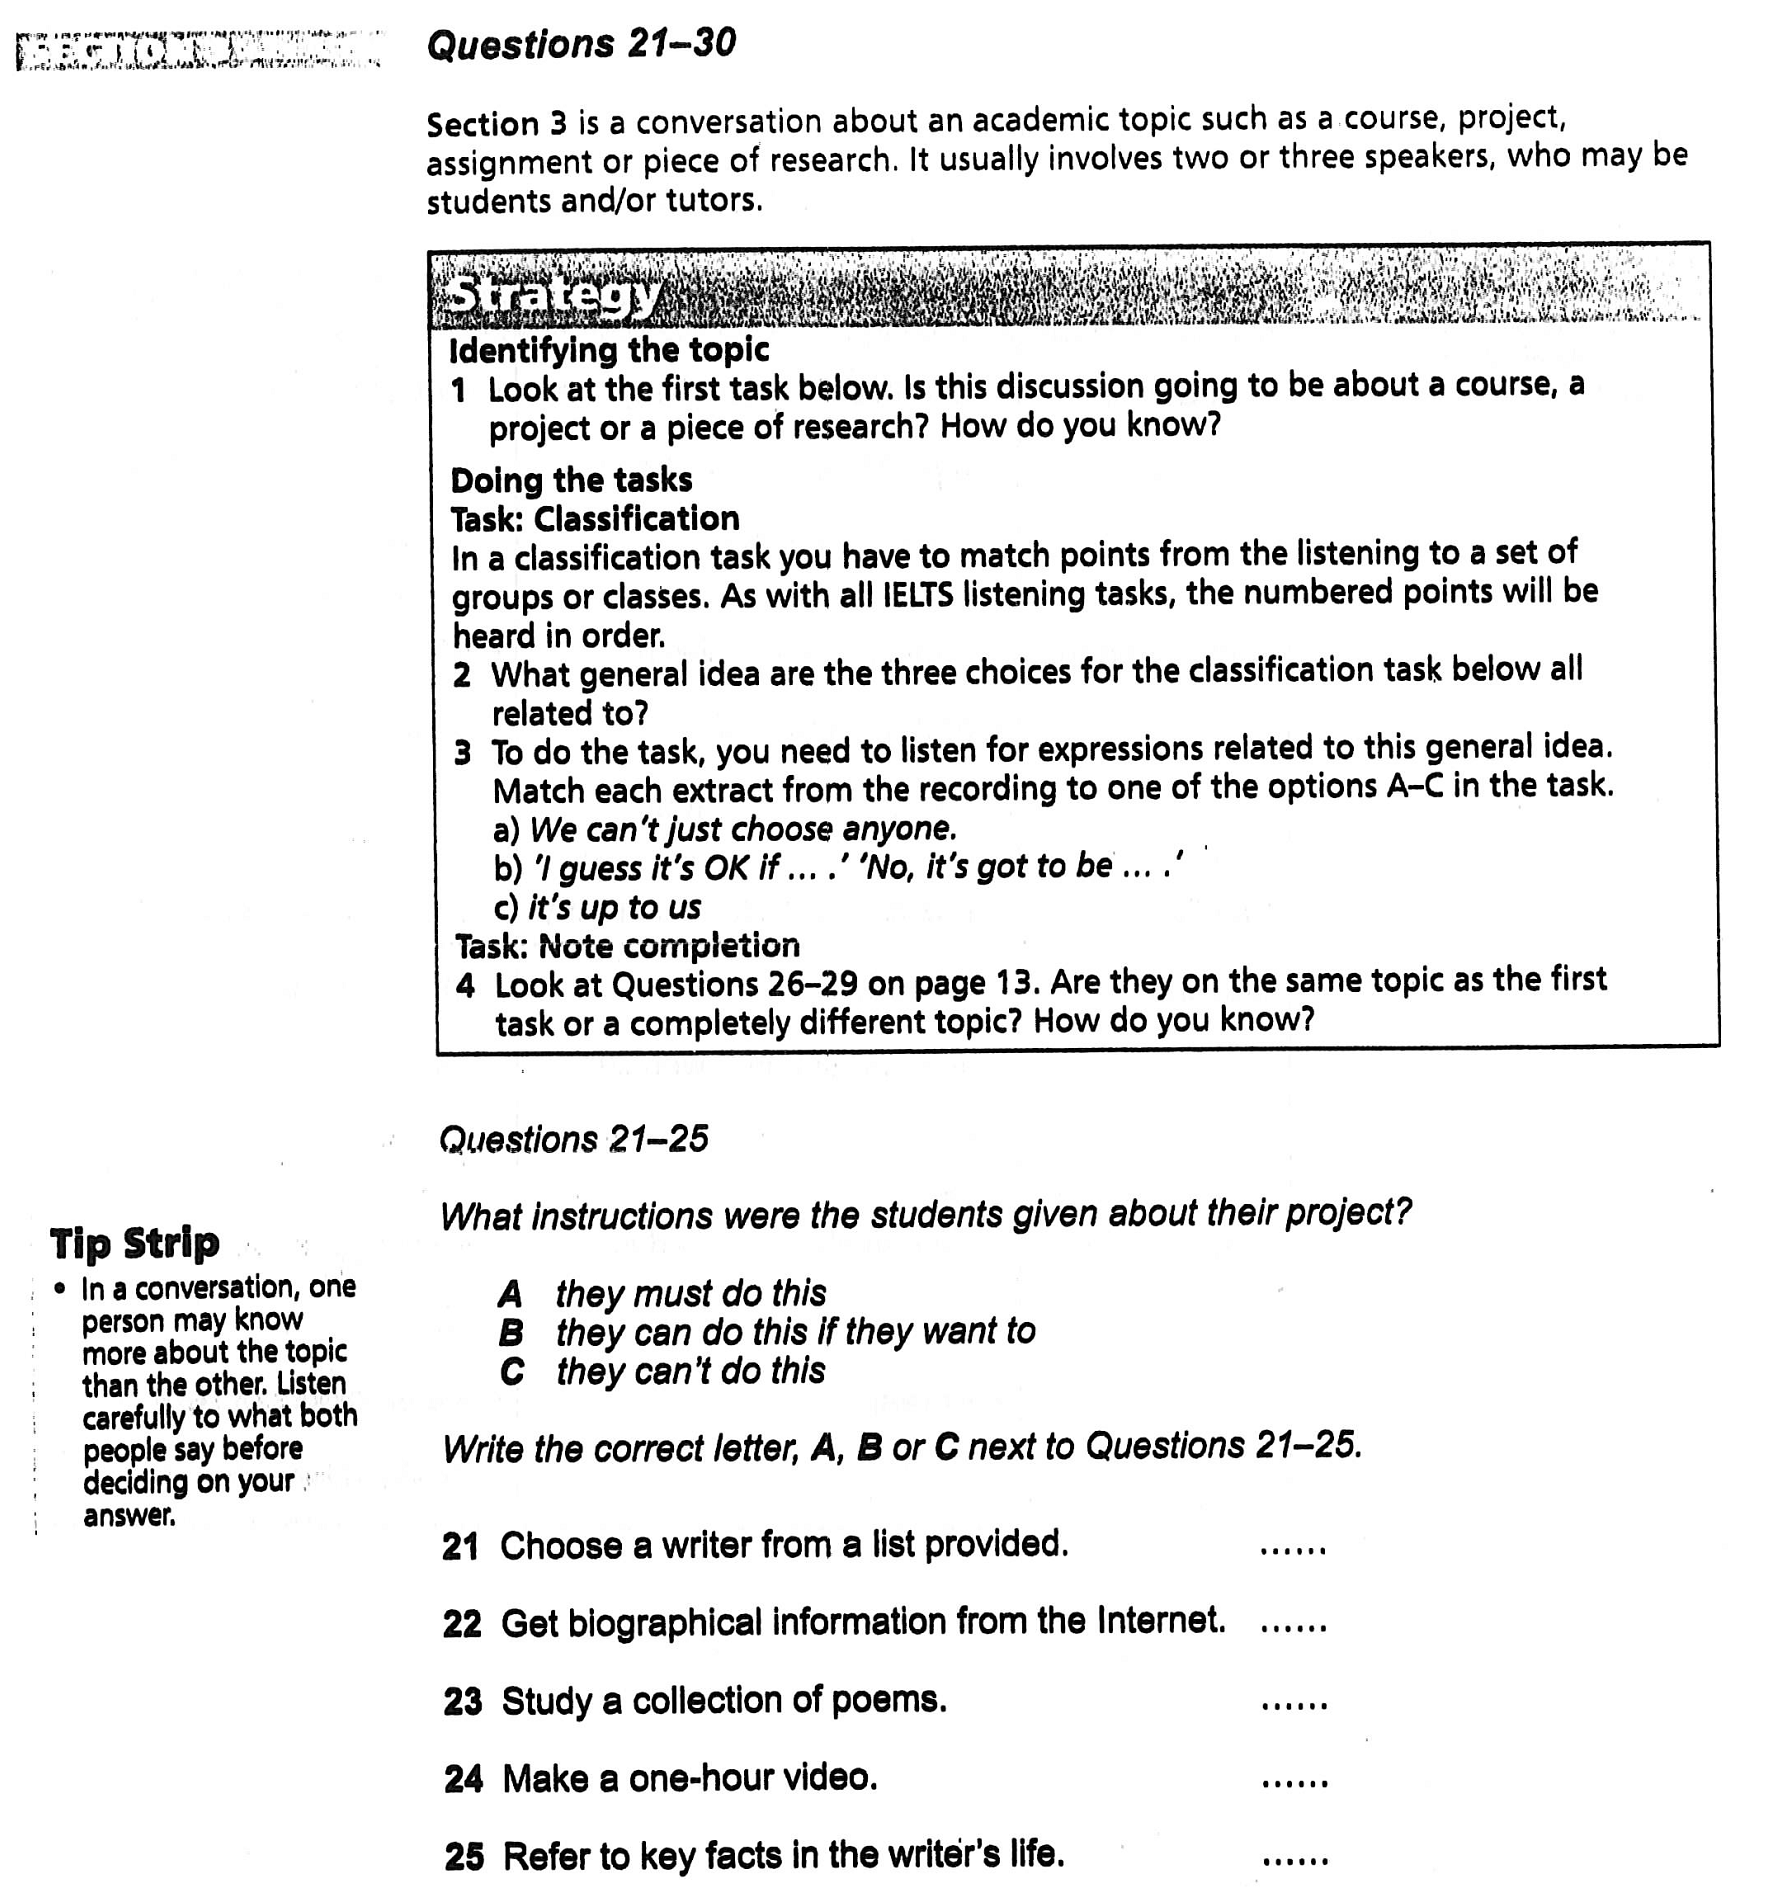 Questions 21–30
Section 3 is a conversation about an academic topic such as a course, project,
assignment or piece of research. It usually involves two or three speakers, who may be
students and/or tutors.
Strategy
Identifying the topic
1 Look at the first task below. Is this discussion going to be about a course, a
project or a piece of research? How do you know?
Doing the tasks
Task: Classification
In a classification task you have to match points from the listening to a set of
groups or classes. As with all IELTS listening tasks, the numbered points will be
heard in order.
2 What general idea are the three choices for the classification task below all
related to?
3 To do the task, you need to listen for expressions related to this general idea.
Match each extract from the recording to one of the options A–C in the task.
a) We can't just choose anyone.
b) 'I guess it's OK if ... .' 'No, it's got to be ... .'
c) it's up to us
Task: Note completion
4 Look at Questions 26–29 on page 13. Are they on the same topic as the first
task or a completely different topic? How do you know?
Questions 21–25
What instructions were the students given about their project?
A they must do this
B they can do this if they want to
C they can't do this
Write the correct letter, A, B or C next to Questions 21–25.
21 Choose a writer from a list provided. ......
22 Get biographical information from the Internet. ......
23 Study a collection of poems. ......
24 Make a one-hour video. ......
25 Refer to key facts in the writer's life. ......
Tip Strip
• In a conversation, one
person may know
more about the topic
than the other. Listen
carefully to what both
people say before
deciding on your
answer.